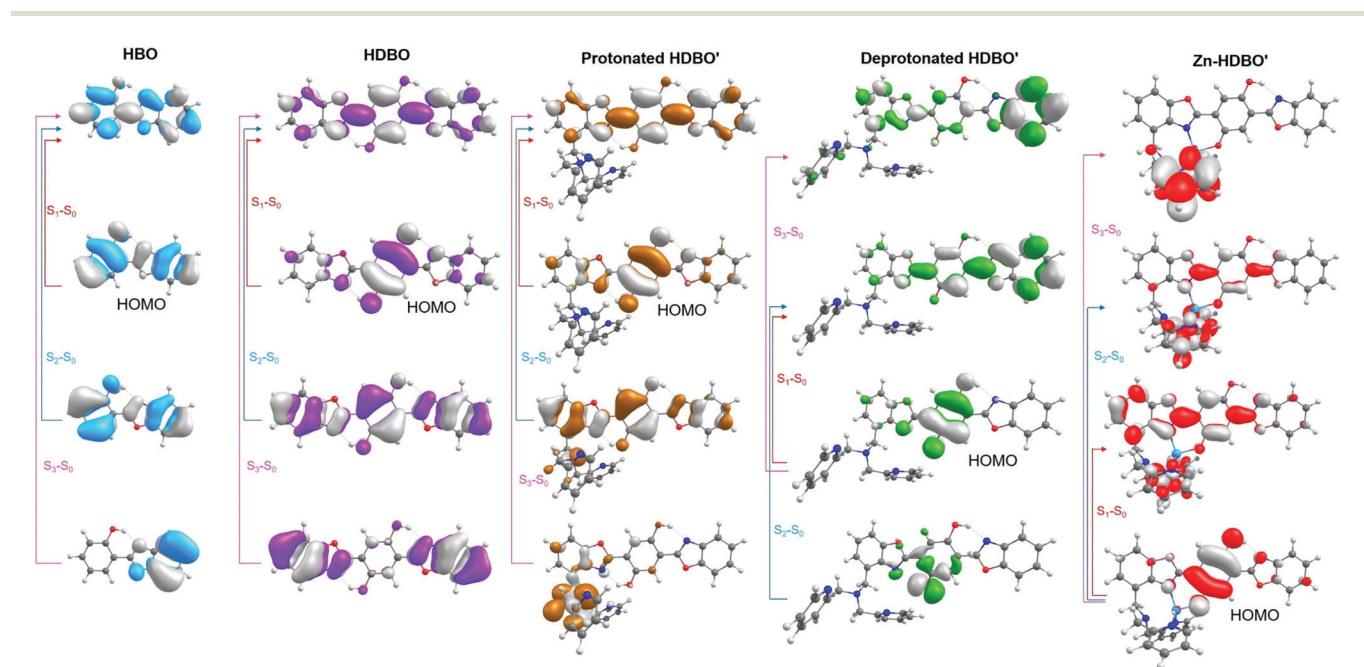 HBO
HDBO
Protonated HDBO'
Deprotonated HDBO'
Zn-HDBO'
S₁-S₀
HOMO
S₂-S₀
S₃-S₀
S₁-S₀
HOMO
S₂-S₀
S₃-S₀
S₁-S₀
HOMO
S₂-S₀
S₃-S₀
S₃-S₀
S₁-S₀
HOMO
S₂-S₀
S₃-S₀
S₂-S₀
S₁-S₀
HOMO